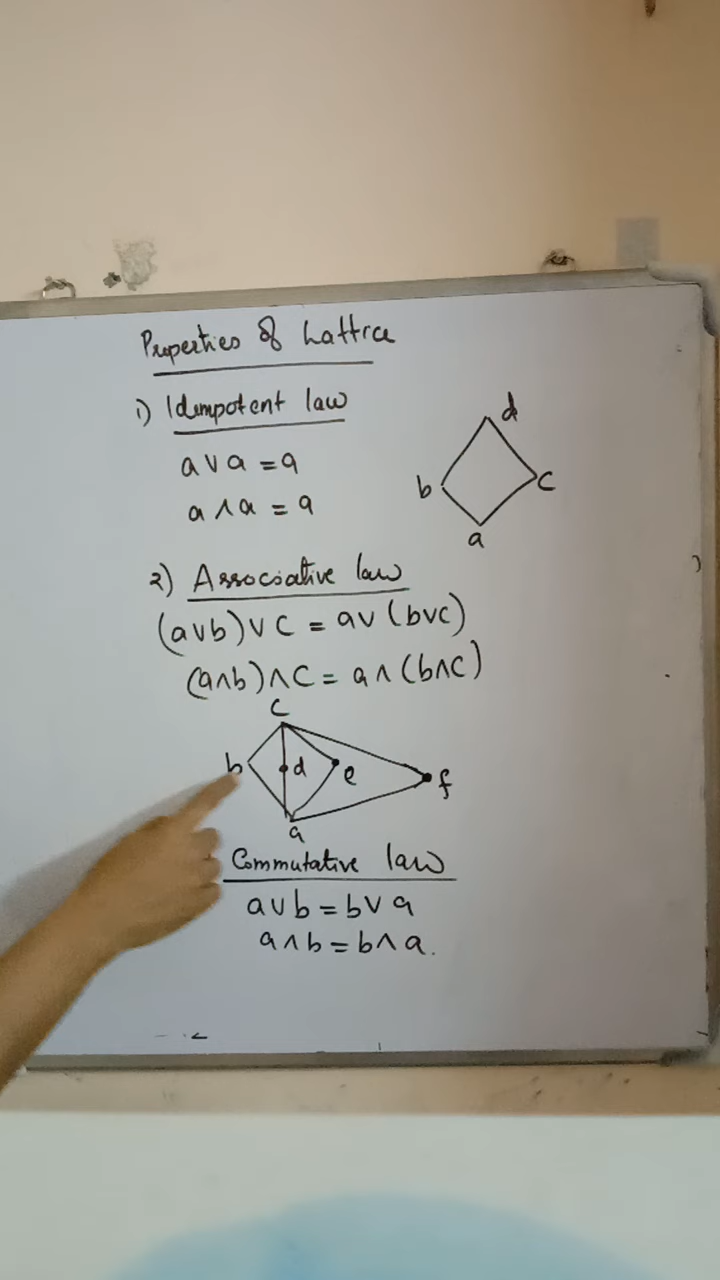 Properties of Lattice
1) Idempotent law
a ∨ a = a
a ∧ a = a
d
b
c
a
2) Associative law
(a∨b)∨c = a∨(b∨c)
(a∧b)∧c = a∧(b∧c)
c
b d e f
a
Commutative law
a∨b = b∨a
a∧b = b∧a.